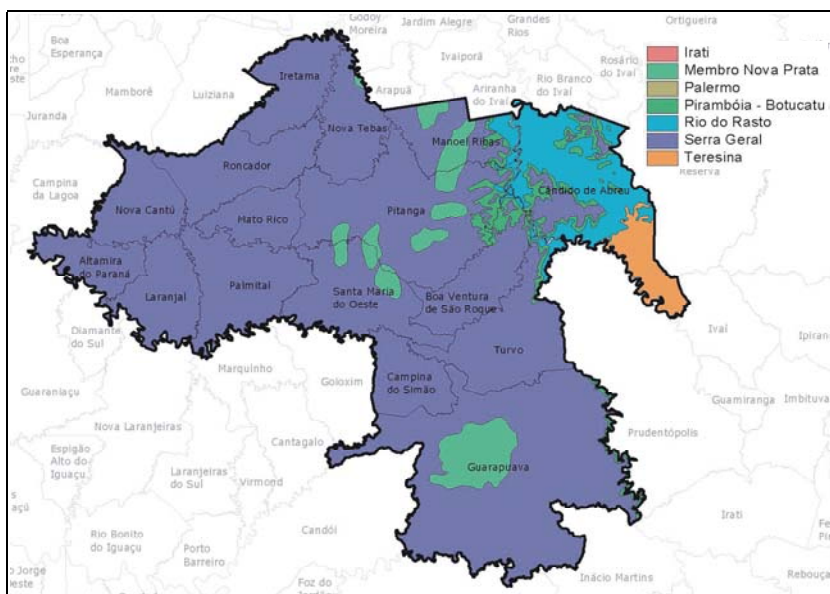 Godoy
Moreira
Jardim Alegre
Grandes
Rios
Ortigueira
Boa
Esperança
Ivaiporã
Rosário
do Ivaí
Irati
Membro Nova Prata
Palermo
Pirambóia - Botucatu
Rio do Rasto
Serra Geral
Teresina
Mamborê
Luiziana
Iretama
Arapuã
Ariranha
do Ivaí
Rio Branco
do Ivaí
Juranda
Nova Tebas
Manoel Ribas
Reserva
Roncador
Campina
da Lagoa
Cândido de Abreu
Nova Cantú
Mato Rico
Pitanga
Altamira
do Paraná
Laranjal
Palmital
Santa Maria
do Oeste
Boa Ventura
de São Roque
Diamante
do Sul
Ivaí
Ipiran
Turvo
Marquinho
Goioxim
Campina
do Simão
Guaraniaçu
Guamiranga
Imbituv
Nova Laranjeiras
Cantagalo
Prudentópolis
Espigão
Alto do
Iguaçu
Laranjeiras
do Sul
Virmond
Guarapuava
Irati
Rio Bonito
do Iguaçu
Porto
Barreiro
Candói
Foz do
Inácio Martins
Rebouça